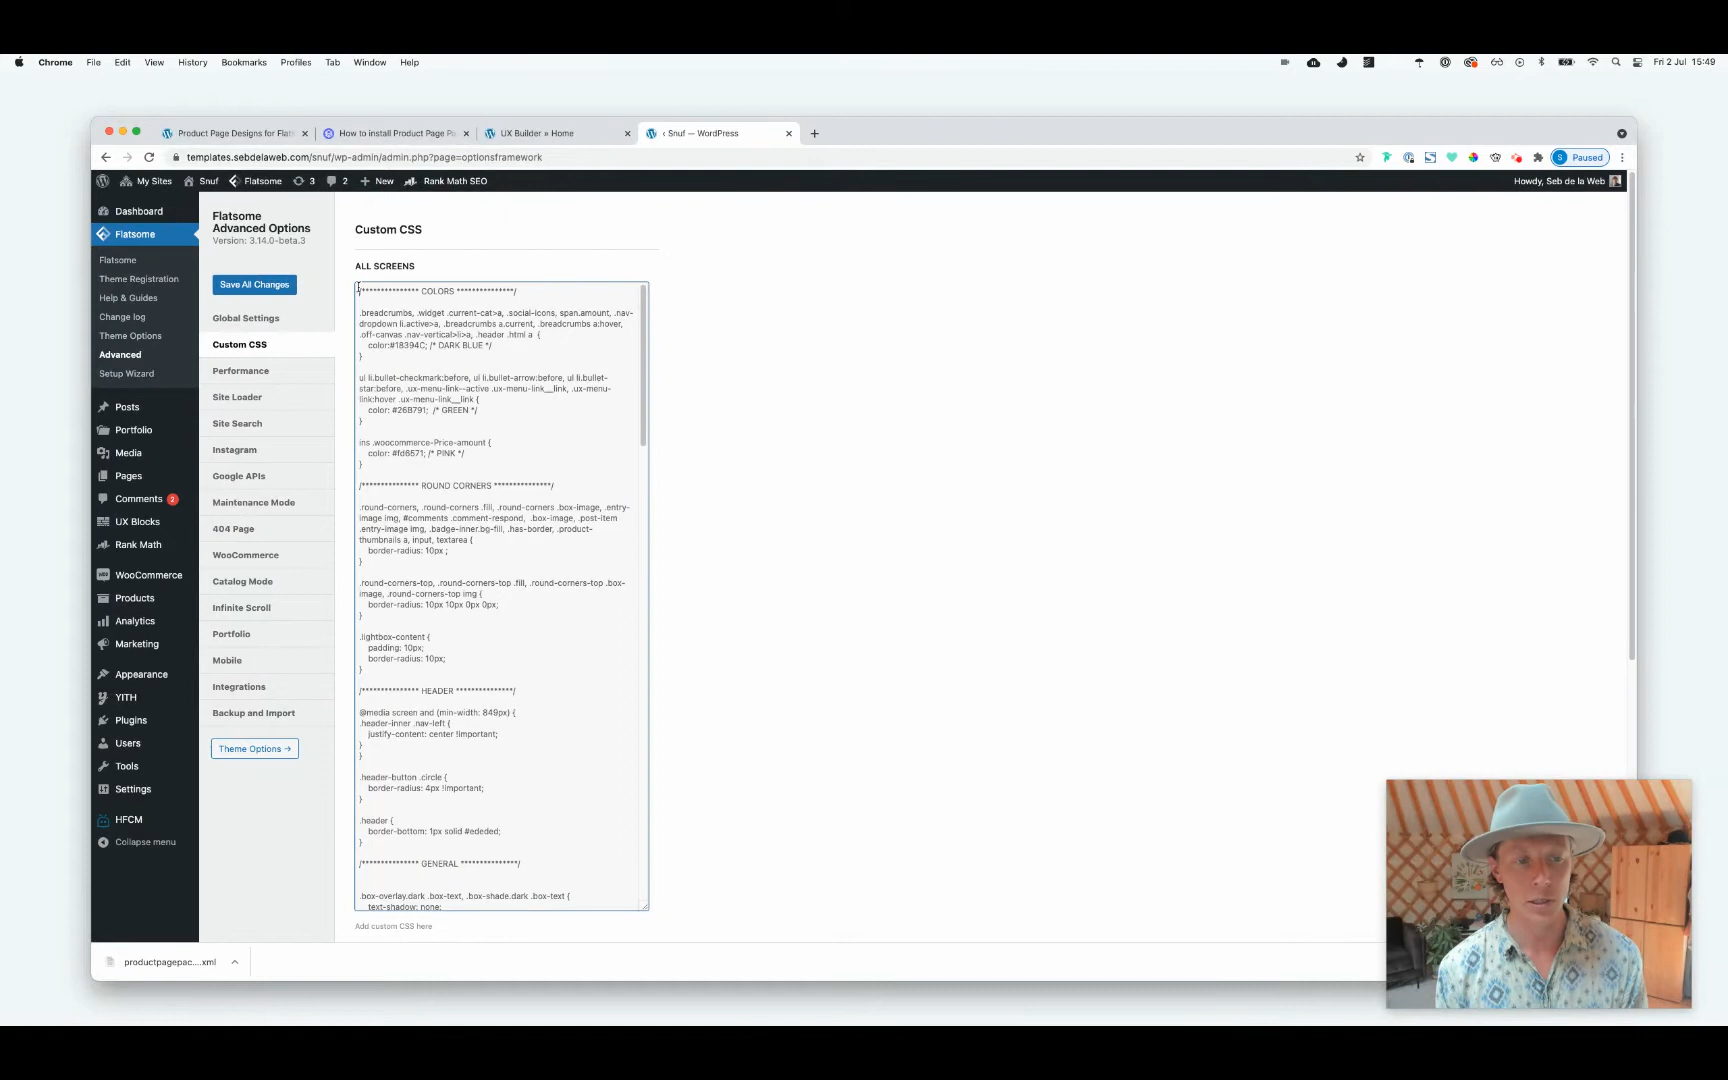 Chrome File Edit View History Bookmarks Profiles Tab Window Help
Fri 2 Jul 15:49
Product Page Designs for Flats
How to install Product Page Pa
UX Builder » Home
‹ Snuf — WordPress
templates.sebdelaweb.com/snuf/wp-admin/admin.php?page=optionsframework
S Paused
My Sites Snuf Flatsome 3 2 New Rank Math SEO
Howdy, Seb de la Web
Dashboard
Flatsome
Flatsome
Theme Registration
Help & Guides
Change log
Theme Options
Advanced
Setup Wizard
Posts
Portfolio
Media
Pages
Comments 2
UX Blocks
Rank Math
WooCommerce
Products
Analytics
Marketing
Appearance
YITH
Plugins
Users
Tools
Settings
HFCM
Collapse menu
Flatsome
Advanced Options
Version: 3.14.0-beta.3
Save All Changes
Global Settings
Custom CSS
Performance
Site Loader
Site Search
Instagram
Google APIs
Maintenance Mode
404 Page
WooCommerce
Catalog Mode
Infinite Scroll
Portfolio
Mobile
Integrations
Backup and Import
Theme Options →
Custom CSS
ALL SCREENS
/*************** COLORS ***************/
.breadcrumbs, .widget .current-cat>a, .social-icons, span.amount, .nav-
dropdown li.active>a, .breadcrumbs a.current, .breadcrumbs a:hover,
.off-canvas .nav-vertical>li>a, .header .html a {
color:#18394C; /* DARK BLUE */
}
ul li.bullet-checkmark:before, ul li.bullet-arrow:before, ul li.bullet-
star:before, .ux-menu-link--active .ux-menu-link__link, .ux-menu-
link:hover .ux-menu-link__link {
color: #26B791; /* GREEN */
}
ins .woocommerce-Price-amount {
color: #fd6571; /* PINK */
}
/*************** ROUND CORNERS ***************/
.round-corners, .round-corners .fill, .round-corners .box-image, .entry-
image img, #comments .comment-respond, .box-image, .post-item
.entry-image img, .badge-inner.bg-fill, .has-border, .product-
thumbnails a, input, textarea {
border-radius: 10px ;
}
.round-corners-top, .round-corners-top .fill, .round-corners-top .box-
image, .round-corners-top img {
border-radius: 10px 10px 0px 0px;
}
.lightbox-content {
padding: 10px;
border-radius: 10px;
}
/*************** HEADER ***************/
@media screen and (min-width: 849px) {
.header-inner .nav-left {
justify-content: center !important;
}
}
.header-button .circle {
border-radius: 4px !important;
}
.header {
border-bottom: 1px solid #ededed;
}
/*************** GENERAL ***************/
.box-overlay.dark .box-text, .box-shade.dark .box-text {
text-shadow: none;
Add custom CSS here
productpagepac....xml